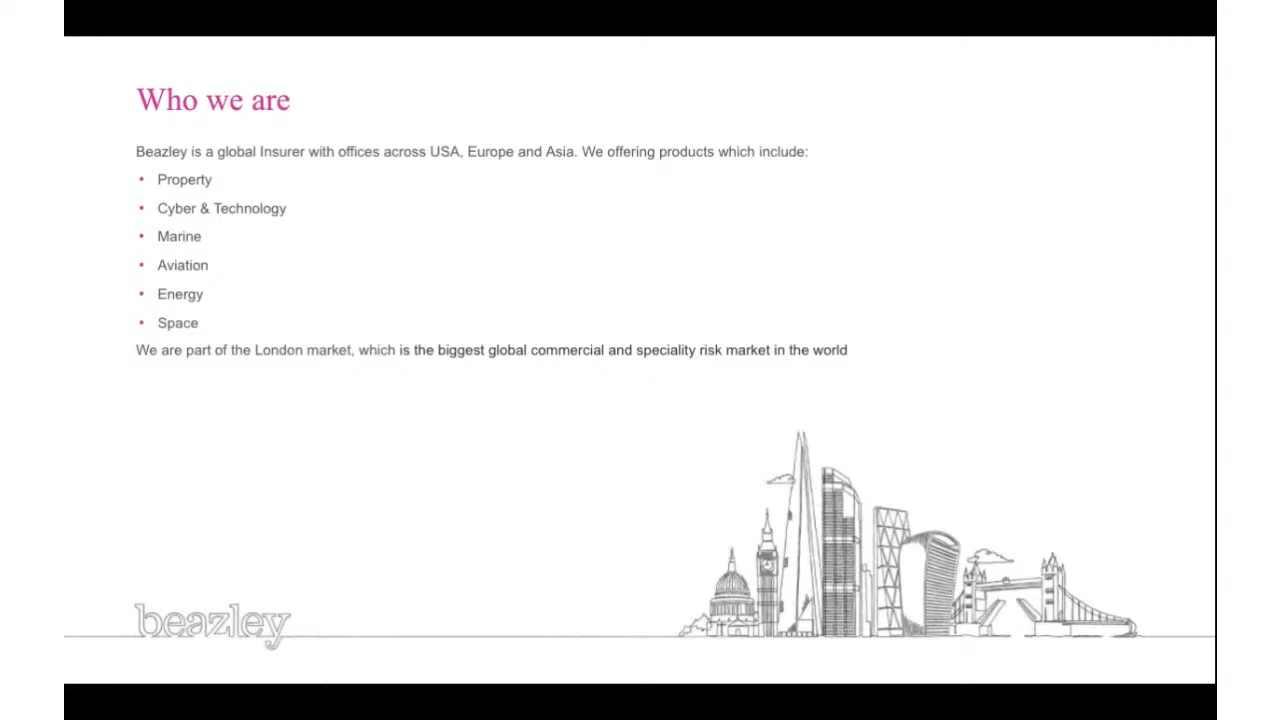 Who we are
Beazley is a global Insurer with offices across USA, Europe and Asia. We offering products which include:
• Property
• Cyber & Technology
• Marine
• Aviation
• Energy
• Space
We are part of the London market, which is the biggest global commercial and speciality risk market in the world
beazley